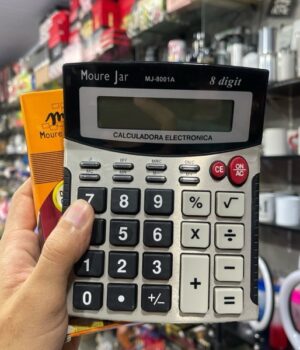 Moure Jar MJ-8001A 8 digit
CALCULADORA ELECTRONICA
CE ON AC
7 8 9 % √
4 5 6 X ÷
1 2 3 + -
0 • +/- =
Moure